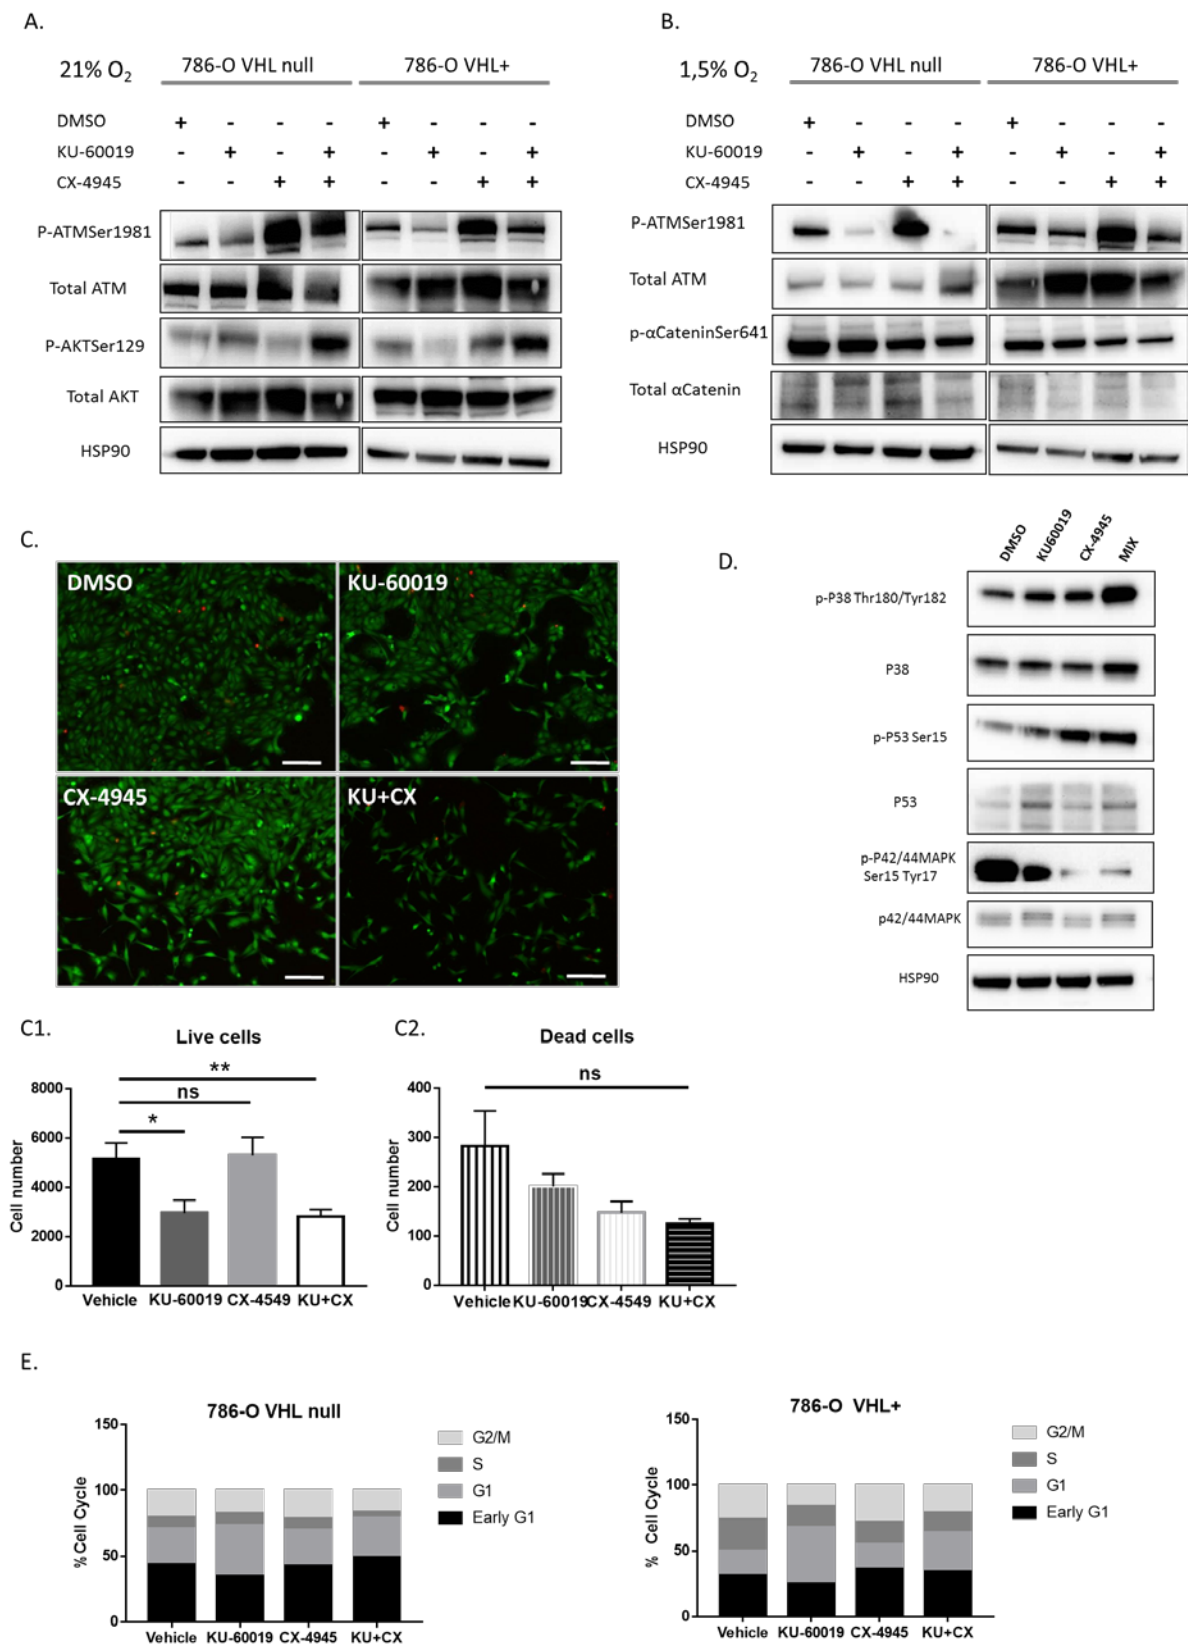 A.
21% O2
786-O VHL null
786-O VHL+
DMSO + - - - + - - -
KU-60019 - + - + - + - +
CX-4945 - - + + - - + +
P-ATMSer1981
Total ATM
P-AKTSer129
Total AKT
HSP90
B.
1,5% O2
786-O VHL null
786-O VHL+
DMSO + - - - + - - -
KU-60019 - + - + - + - +
CX-4945 - - + + - - + +
P-ATMSer1981
Total ATM
p-αCateninSer641
Total αCatenin
HSP90
C.
DMSO
KU-60019
CX-4945
KU+CX
D.
DMSO
KU60019
CX-4945
MIX
p-P38 Thr180/Tyr182
P38
p-P53 Ser15
P53
p-P42/44MAPK
Ser15 Tyr17
p42/44MAPK
HSP90
C1.
Live cells
**
ns
*
8000
6000
4000
2000
0
Cell number
Vehicle KU-60019 CX-4549 KU+CX
C2.
Dead cells
ns
400
300
200
100
0
Cell number
Vehicle KU-60019 CX-4549 KU+CX
E.
786-O VHL null
150
100
50
0
% Cell Cycle
Vehicle KU-60019 CX-4945 KU+CX
G2/M
S
G1
Early G1
786-O VHL+
150
100
50
0
% Cell Cycle
Vehicle KU-60019 CX-4945 KU+CX
G2/M
S
G1
Early G1